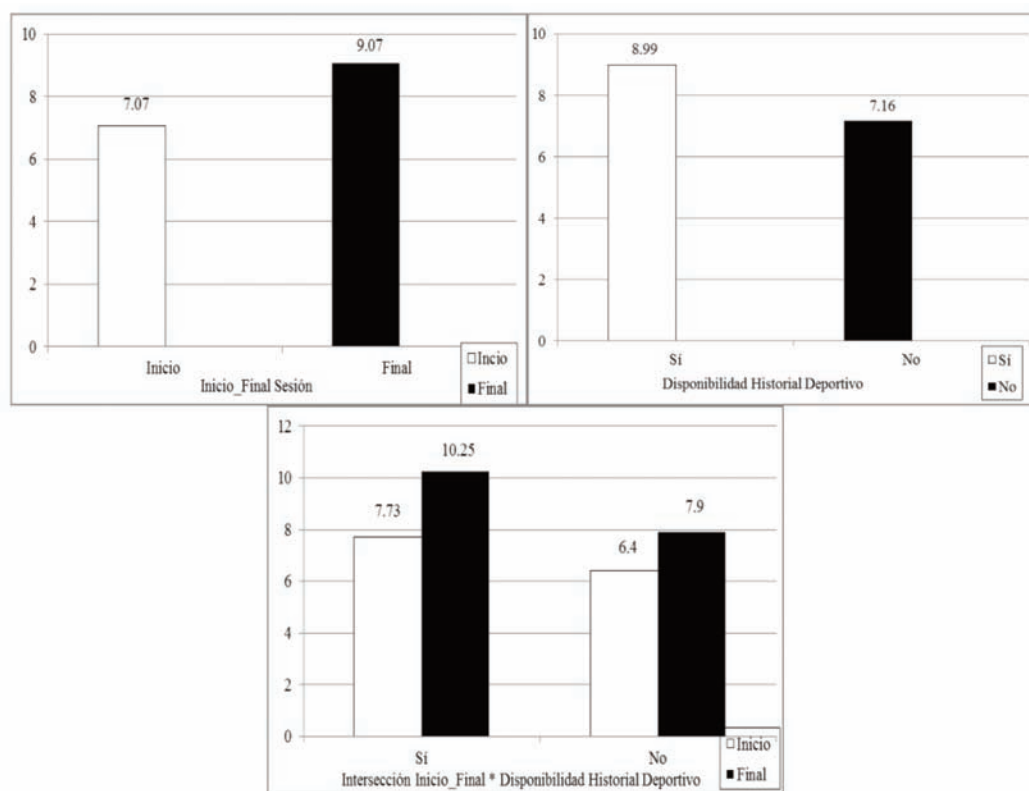 10
8
6
4
2
0
7.07
9.07
Inicio
Final
Inicio_Final Sesión
Incio
Final
10
8
6
4
2
0
8.99
7.16
Sí
No
Disponibilidad Historial Deportivo
Sí
No
12
10
8
6
4
2
0
7.73
10.25
6.4
7.9
Sí
No
Intersección Inicio_Final * Disponibilidad Historial Deportivo
Inicio
Final